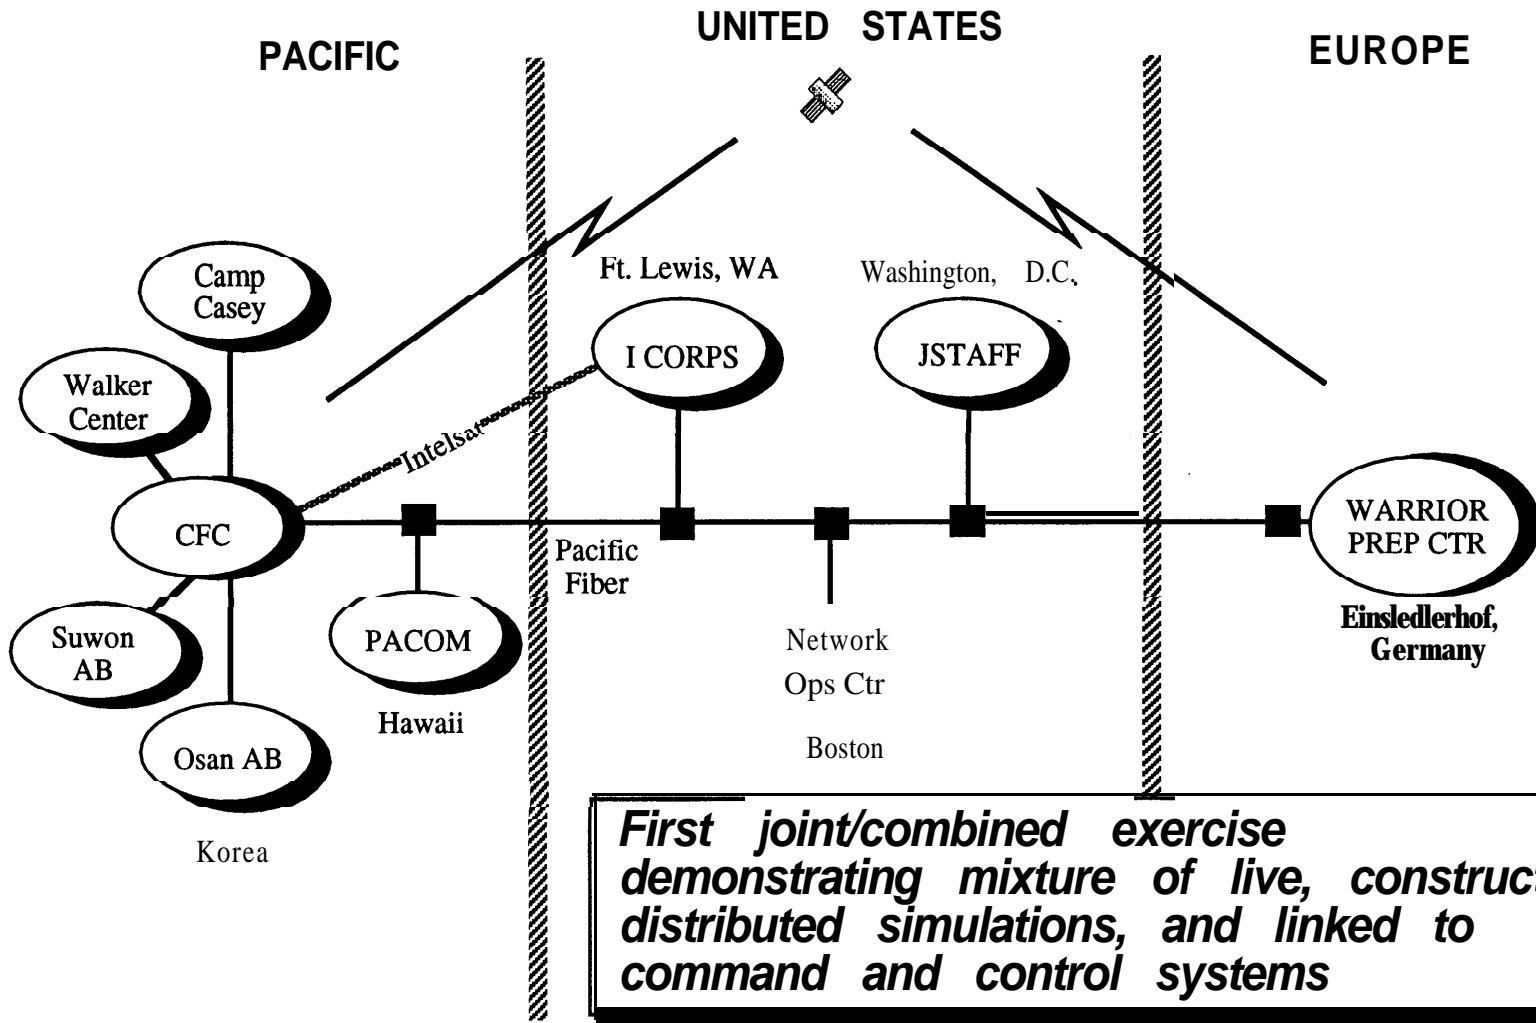 PACIFIC
UNITED STATES
EUROPE
Camp
Casey
Walker
Center
CFC
Suwon
AB
Osan AB
Korea
Intelsat
PACOM
Hawaii
Ft. Lewis, WA
I CORPS
Pacific
Fiber
Washington, D.C.
JSTAFF
Network
Ops Ctr
Boston
WARRIOR
PREP CTR
Einsledlerhof,
Germany
First joint/combined exercise
demonstrating mixture of live, construct
distributed simulations, and linked to
command and control systems